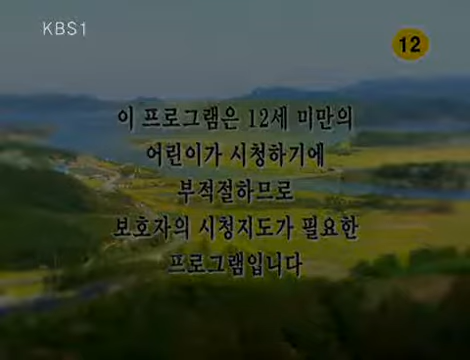 KBS1
12
이 프로그램은 12세 미만의
어린이가 시청하기에
부적절하므로
보호자의 시청지도가 필요한
프로그램입니다